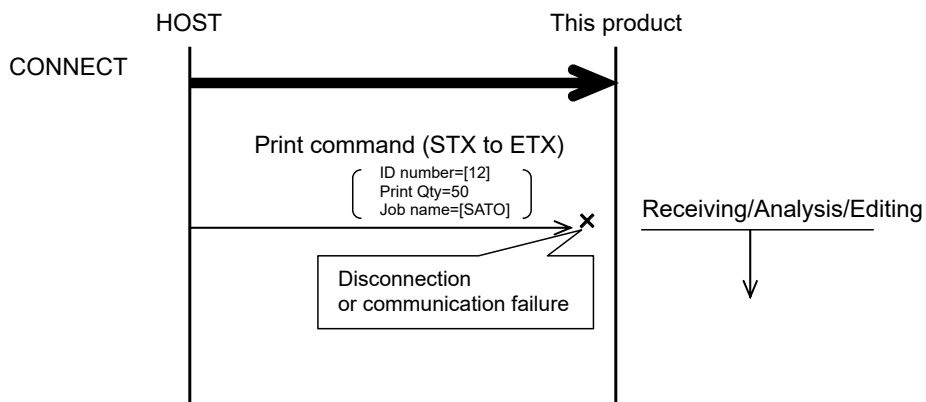 HOST
This product
CONNECT
Print command (STX to ETX)
ID number=[12]
Print Qty=50
Job name=[SATO]
Receiving/Analysis/Editing
Disconnection
or communication failure